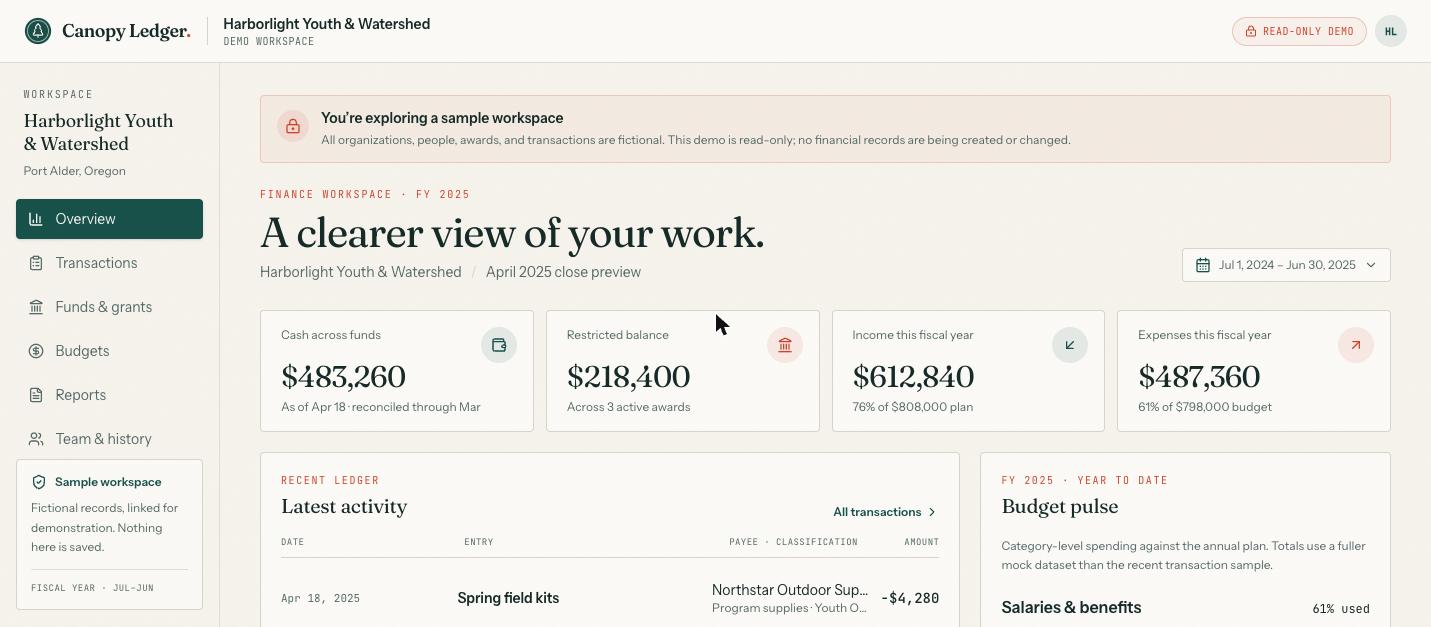 Canopy Ledger.
Harborlight Youth & Watershed
DEMO WORKSPACE
READ-ONLY DEMO
HL
WORKSPACE
Harborlight Youth
& Watershed
Port Alder, Oregon
Overview
Transactions
Funds & grants
Budgets
Reports
Team & history
Sample workspace
Fictional records, linked for
demonstration. Nothing
here is saved.
FISCAL YEAR · JUL–JUN
You’re exploring a sample workspace
All organizations, people, awards, and transactions are fictional. This demo is read-only; no financial records are being created or changed.
FINANCE WORKSPACE · FY 2025
A clearer view of your work.
Harborlight Youth & Watershed / April 2025 close preview
Jul 1, 2024 – Jun 30, 2025
Cash across funds
$483,260
As of Apr 18 · reconciled through Mar
Restricted balance
$218,400
Across 3 active awards
Income this fiscal year
$612,840
76% of $808,000 plan
Expenses this fiscal year
$487,360
61% of $798,000 budget
RECENT LEDGER
Latest activity
All transactions
DATE ENTRY PAYEE · CLASSIFICATION AMOUNT
Apr 18, 2025 Spring field kits Northstar Outdoor Sup... -$4,280
Program supplies · Youth O...
FY 2025 · YEAR TO DATE
Budget pulse
Category-level spending against the annual plan. Totals use a fuller
mock dataset than the recent transaction sample.
Salaries & benefits 61% used